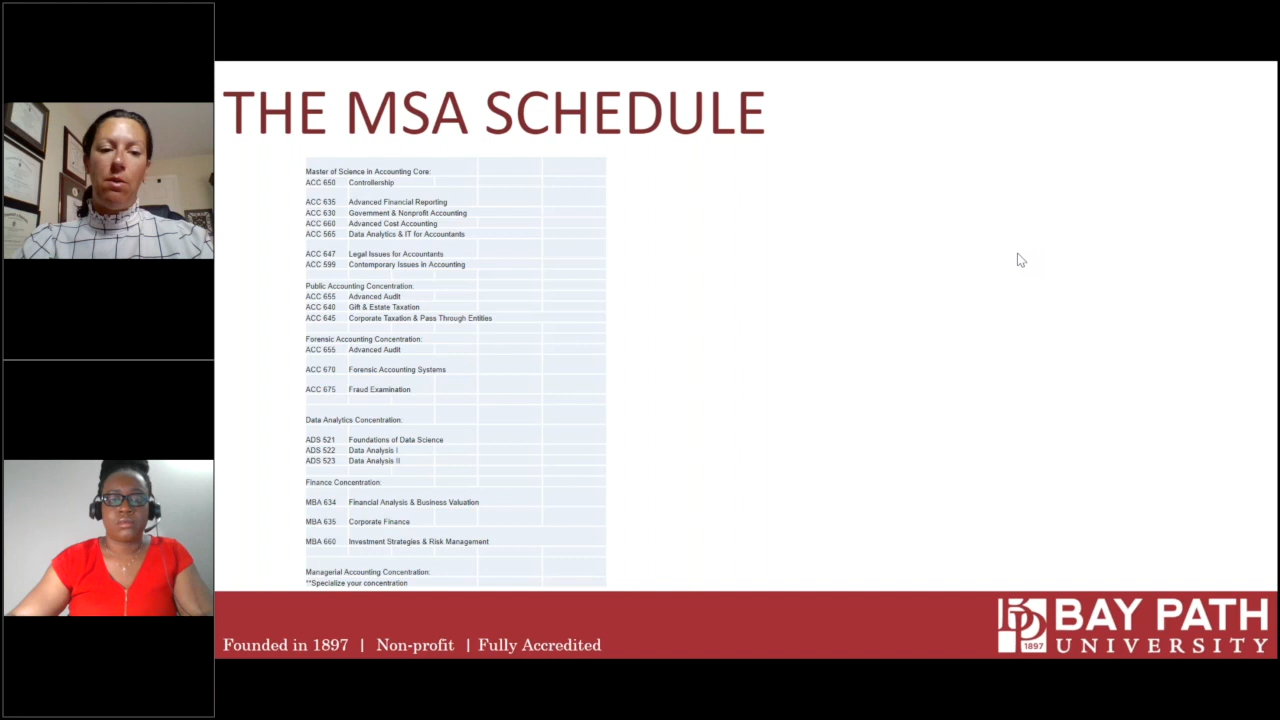 THE MSA SCHEDULE
Master of Science in Accounting Core:
ACC 650 Controllership
ACC 635 Advanced Financial Reporting
ACC 630 Government & Nonprofit Accounting
ACC 660 Advanced Cost Accounting
ACC 565 Data Analytics & IT for Accountants
ACC 647 Legal Issues for Accountants
ACC 599 Contemporary Issues in Accounting
Public Accounting Concentration:
ACC 655 Advanced Audit
ACC 640 Gift & Estate Taxation
ACC 645 Corporate Taxation & Pass Through Entities
Forensic Accounting Concentration:
ACC 655 Advanced Audit
ACC 670 Forensic Accounting Systems
ACC 675 Fraud Examination
Data Analytics Concentration:
ADS 521 Foundations of Data Science
ADS 522 Data Analysis I
ADS 523 Data Analysis II
Finance Concentration:
MBA 634 Financial Analysis & Business Valuation
MBA 635 Corporate Finance
MBA 660 Investment Strategies & Risk Management
Managerial Accounting Concentration:
**Specialize your concentration
Founded in 1897 | Non-profit | Fully Accredited
1897
BAY PATH
UNIVERSITY